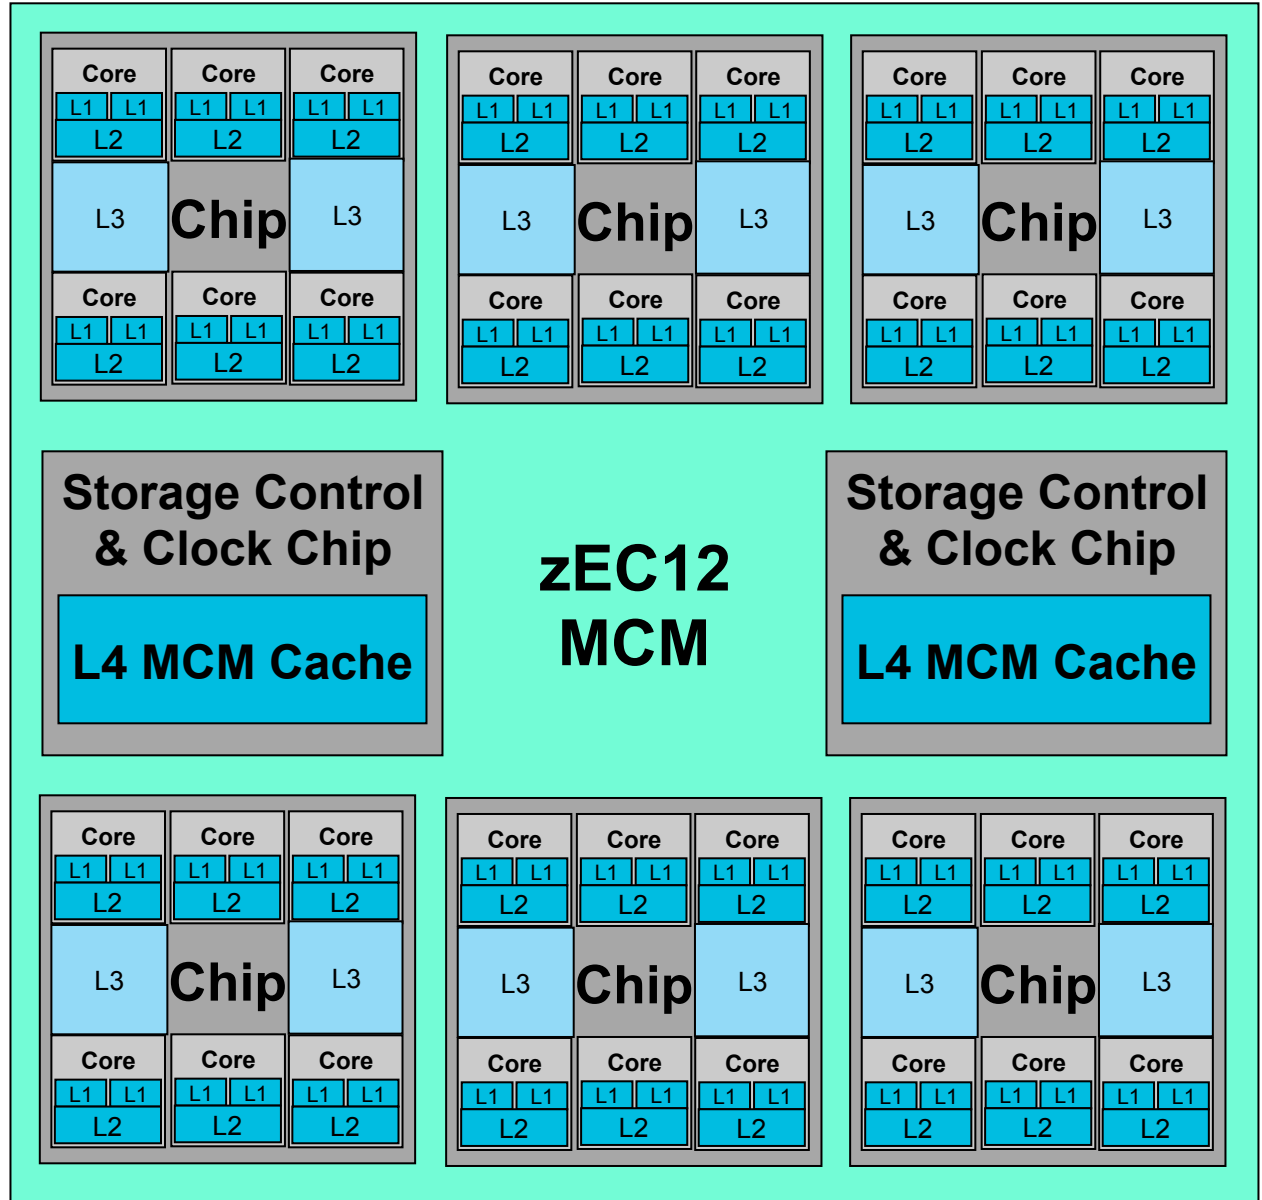 Core Core Core
L1 L1 L1 L1 L1 L1
L2 L2 L2
L3 Chip L3
Core Core Core
L1 L1 L1 L1 L1 L1
L2 L2 L2
Core Core Core
L1 L1 L1 L1 L1 L1
L2 L2 L2
L3 Chip L3
Core Core Core
L1 L1 L1 L1 L1 L1
L2 L2 L2
Core Core Core
L1 L1 L1 L1 L1 L1
L2 L2 L2
L3 Chip L3
Core Core Core
L1 L1 L1 L1 L1 L1
L2 L2 L2
Storage Control
& Clock Chip
L4 MCM Cache
zEC12
MCM
Storage Control
& Clock Chip
L4 MCM Cache
Core Core Core
L1 L1 L1 L1 L1 L1
L2 L2 L2
L3 Chip L3
Core Core Core
L1 L1 L1 L1 L1 L1
L2 L2 L2
Core Core Core
L1 L1 L1 L1 L1 L1
L2 L2 L2
L3 Chip L3
Core Core Core
L1 L1 L1 L1 L1 L1
L2 L2 L2
Core Core Core
L1 L1 L1 L1 L1 L1
L2 L2 L2
L3 Chip L3
Core Core Core
L1 L1 L1 L1 L1 L1
L2 L2 L2